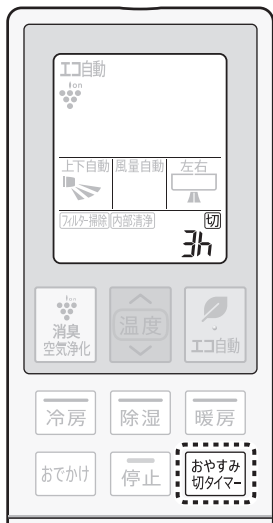 エコ自動
ion
上下自動 風量自動 左右
フィルター掃除 内部清浄 切
3h
ion
消臭
空気浄化
温度
エコ自動
冷房 除湿 暖房
おでかけ 停止 おやすみ
切タイマー